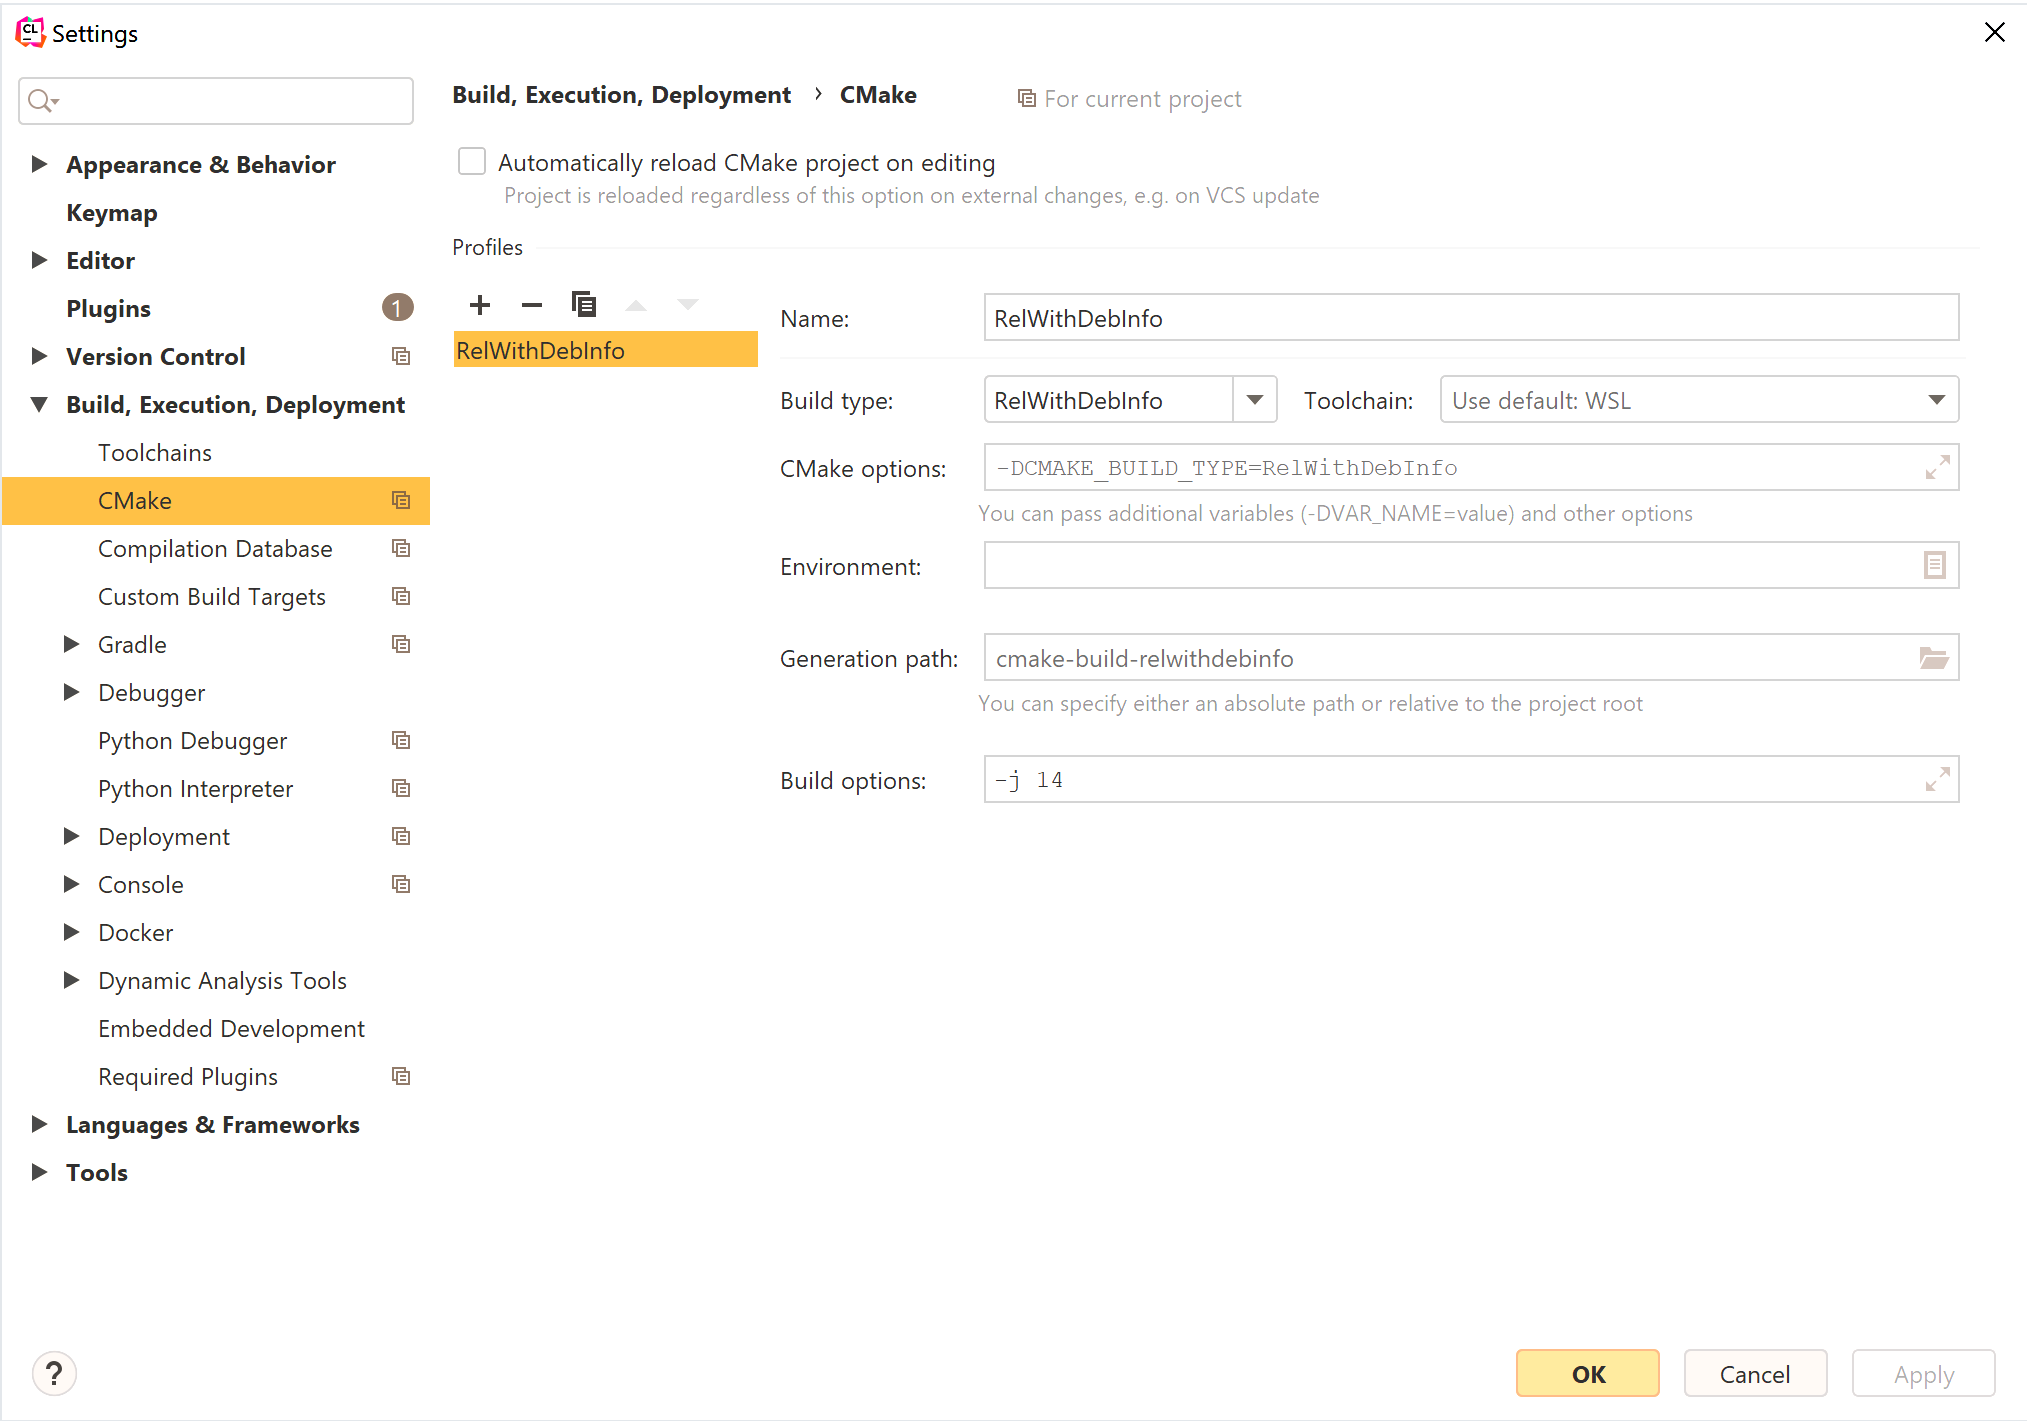 CL Settings
Appearance & Behavior
Keymap
Editor
Plugins 1
Version Control
Build, Execution, Deployment
Toolchains
CMake
Compilation Database
Custom Build Targets
Gradle
Debugger
Python Debugger
Python Interpreter
Deployment
Console
Docker
Dynamic Analysis Tools
Embedded Development
Required Plugins
Languages & Frameworks
Tools
Build, Execution, Deployment › CMake For current project
Automatically reload CMake project on editing
Project is reloaded regardless of this option on external changes, e.g. on VCS update
Profiles
RelWithDebInfo
Name: RelWithDebInfo
Build type: RelWithDebInfo Toolchain: Use default: WSL
CMake options: -DCMAKE_BUILD_TYPE=RelWithDebInfo
You can pass additional variables (-DVAR_NAME=value) and other options
Environment:
Generation path: cmake-build-relwithdebinfo
You can specify either an absolute path or relative to the project root
Build options: -j 14
? OK Cancel Apply